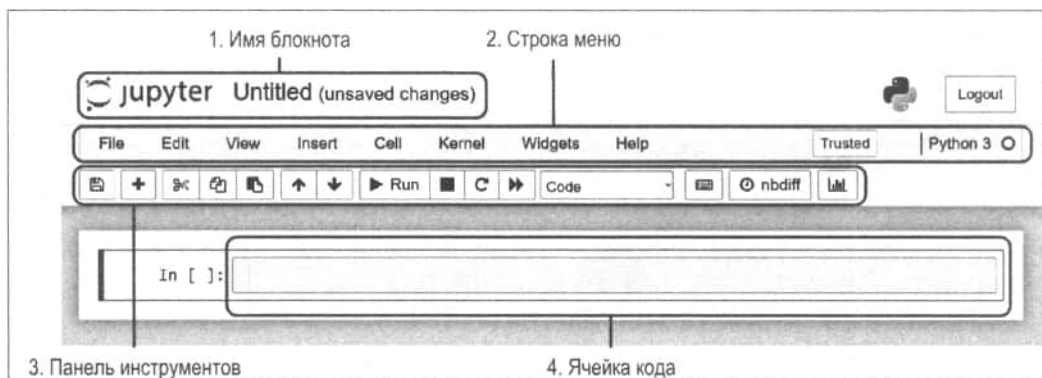 1. Имя блокнота
2. Строка меню
jupyter Untitled (unsaved changes)
Logout
File Edit View Insert Cell Kernel Widgets Help Trusted Python 3
Run Code nbdiff
In [ ]:
3. Панель инструментов
4. Ячейка кода